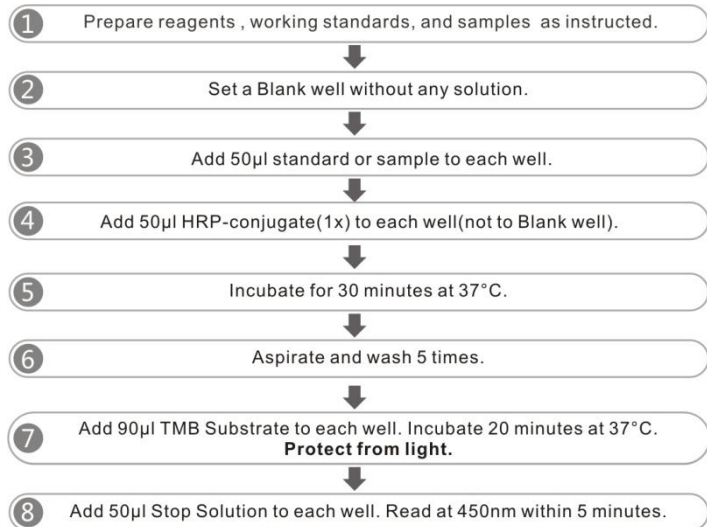 1 Prepare reagents , working standards, and samples as instructed.
2 Set a Blank well without any solution.
3 Add 50μl standard or sample to each well.
4 Add 50μl HRP-conjugate(1x) to each well(not to Blank well).
5 Incubate for 30 minutes at 37°C.
6 Aspirate and wash 5 times.
7 Add 90μl TMB Substrate to each well. Incubate 20 minutes at 37°C.
Protect from light.
8 Add 50μl Stop Solution to each well. Read at 450nm within 5 minutes.